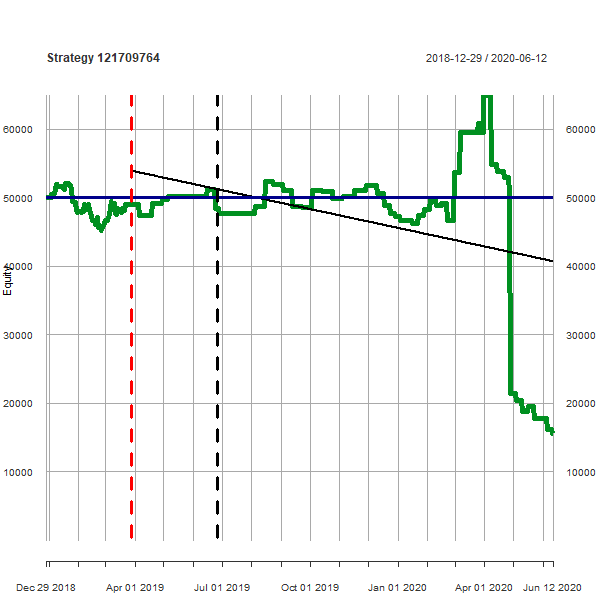 Strategy 121709764
2018-12-29 / 2020-06-12
60000
60000
50000
50000
40000
40000
Equity
30000
30000
20000
20000
10000
10000
Dec 29 2018
Apr 01 2019
Jul 01 2019
Oct 01 2019
Jan 01 2020
Apr 01 2020
Jun 12 2020